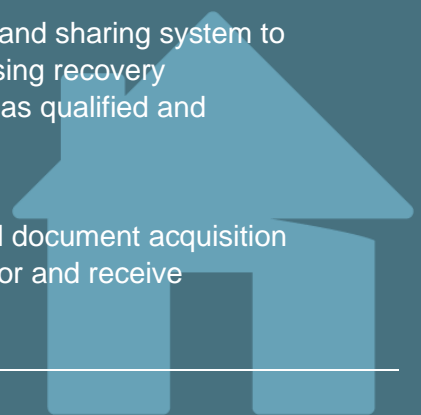 and sharing system to
sing recovery
as qualified and
d document acquisition
or and receive